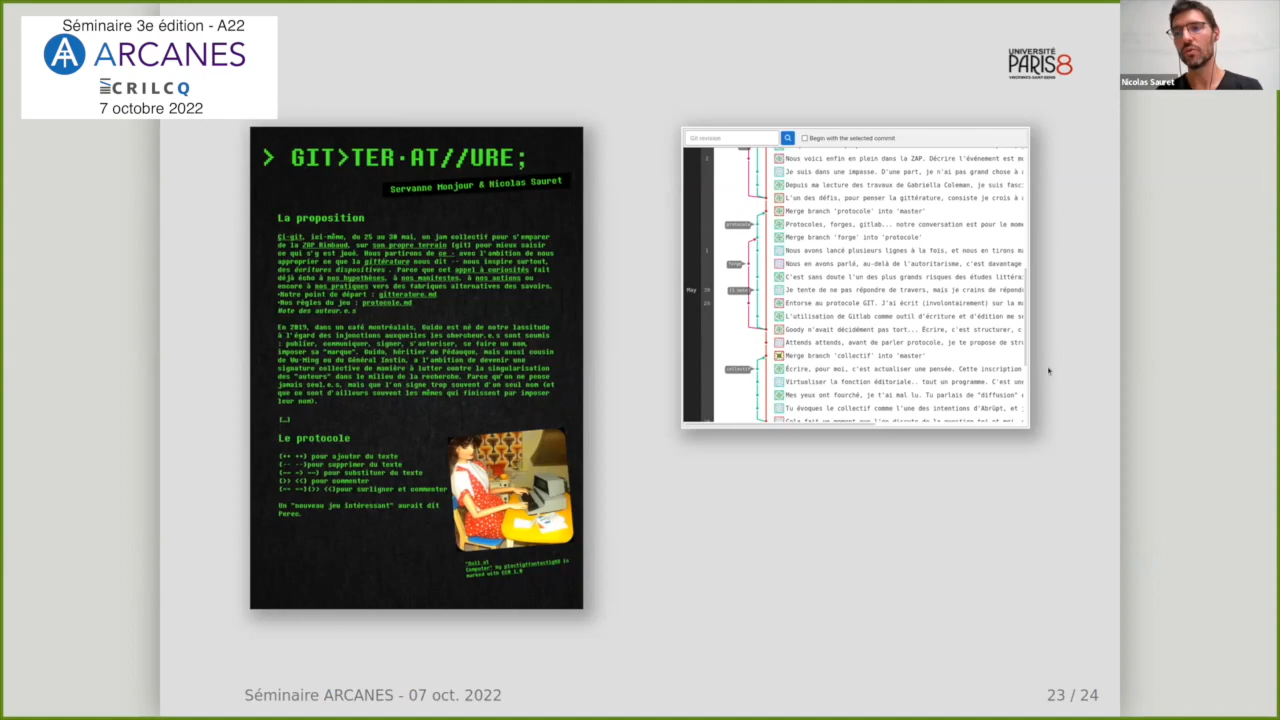 Séminaire 3e édition - A22
ARCANES
CRILCQ
7 octobre 2022
UNIVERSITÉ
PARIS8
VINCENNES-SAINT-DENIS
Nicolas Sauret
> GIT>TER·AT//URE;
Servanne Monjour & Nicolas Sauret
La proposition
Ci-git, ici-même, du 25 au 30 mai, un jam collectif pour s'emparer
de la ZAP Rimbaud, sur son propre terrain (git) pour mieux saisir
ce qui s'y est joué. Nous partirons de ce - avec l'ambition de nous
approprier ce que la gittérature nous dit -- nous inspire surtout,
des écritures dispositives. Parce que cet appel à curiosités fait
déjà écho à nos hypothèses, à nos manifestes, à nos actions ou
encore à nos pratiques vers des fabriques alternatives des savoirs.
•Notre point de départ : gitterature.md
•Nos règles du jeu : protocole.md
Note des auteur.e.s
En 2019, dans un café montréalais, Guido est né de notre lassitude
à l'égard des injonctions auxquelles les chercheur.e.s sont soumis
: publier, communiquer, signer, s'autoriser, se faire un nom,
imposer sa "marque". Guido, héritier de Pédauque, mais aussi cousin
de Wu-Ming ou du Général Instin, a l'ambition de devenir une
signature collective de manière à lutter contre la singularisation
des "auteurs" dans le milieu de la recherche. Parce qu'on ne pense
jamais seul.e.s, mais que l'on signe trop souvent d'un seul nom (et
que ce sont d'ailleurs souvent les mêmes qui finissent par imposer
leur nom).
[…]
Le protocole
{++ ++} pour ajouter du texte
{-- --}pour supprimer du texte
{~~ ~> ~~} pour substituer du texte
{>> <<} pour commenter
{~~ ~~}{>> <<}pour surligner et commenter
Un "nouveau jeu intéressant" aurait dit
Perec.
"Doll at
Computer" by
marked with CC0 1.0
Git revision
Begin with the selected commit
2
Nous voici enfin en plein dans la ZAP. Décrire l'événement est mo
Je suis dans une impasse. D'une part, je n'ai pas grand chose à
Depuis ma lecture des travaux de Gabriella Coleman, je suis fasci
L'un des défis, pour penser la gittérature, consiste je crois à
Merge branch 'protocole' into 'master'
protocole
Protocoles, forges, gitlab... notre conversation est pour le mome
Merge branch 'forge' into 'protocole'
1
Nous avons lancé plusieurs lignes à la fois, et nous en tirons ma
forge
Nous en avons parlé, au-delà de l'autoritarisme, c'est davantage
C'est sans doute l'un des plus grands risques des études littéra
May
30
Je tente de ne pas répondre de travers, mais je crains de répond
Entorse au protocole GIT. J'ai écrit (involontairement) sur la m
L'utilisation de Gitlab comme outil d'écriture et d'édition me s
Goody n'avait décidément pas tort... Écrire, c'est structurer, c
Attends attends, avant de parler protocole, je te propose de stru
Merge branch 'collectif' into 'master'
collectif
Écrire, pour moi, c'est actualiser une pensée. Cette inscription
Virtualiser la fonction éditoriale.. tout un programme. C'est une
Mes yeux ont fourché, je t'ai mal lu. Tu parles de "diffusion"
Tu évoques le collectif comme l'une des intentions d'Abrüpt, et j
Séminaire ARCANES - 07 oct. 2022
23 / 24